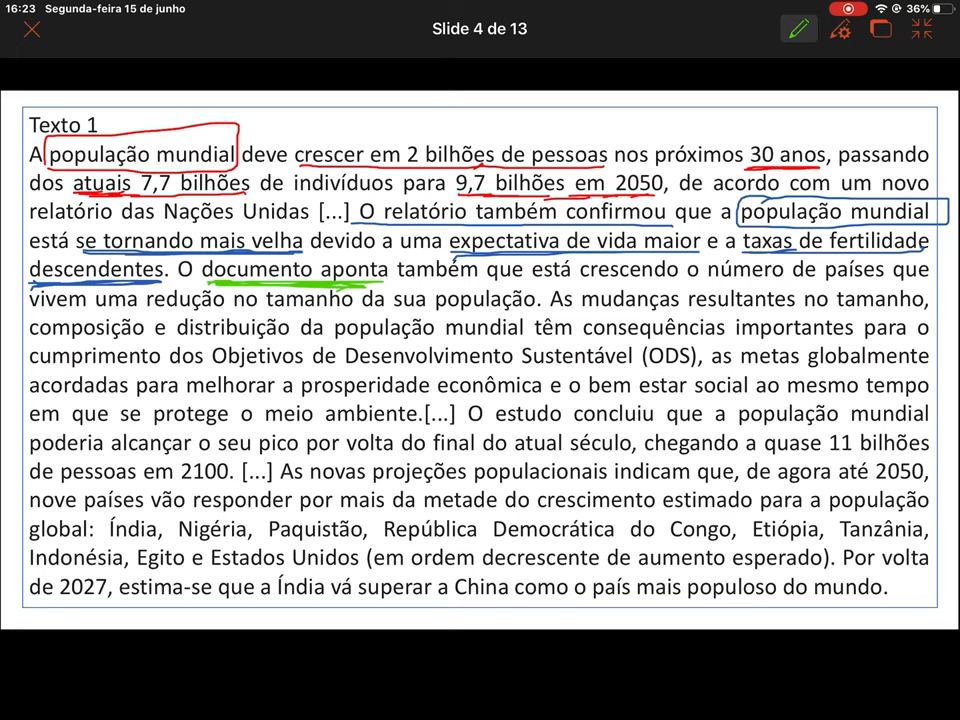 16:23 Segunda-feira 15 de junho
36%
Slide 4 de 13
Texto 1
A população mundial deve crescer em 2 bilhões de pessoas nos próximos 30 anos, passando
dos atuais 7,7 bilhões de indivíduos para 9,7 bilhões em 2050, de acordo com um novo
relatório das Nações Unidas [...] O relatório também confirmou que a população mundial
está se tornando mais velha devido a uma expectativa de vida maior e a taxas de fertilidade
descendentes. O documento aponta também que está crescendo o número de países que
vivem uma redução no tamanho da sua população. As mudanças resultantes no tamanho,
composição e distribuição da população mundial têm consequências importantes para o
cumprimento dos Objetivos de Desenvolvimento Sustentável (ODS), as metas globalmente
acordadas para melhorar a prosperidade econômica e o bem estar social ao mesmo tempo
em que se protege o meio ambiente.[...] O estudo concluiu que a população mundial
poderia alcançar o seu pico por volta do final do atual século, chegando a quase 11 bilhões
de pessoas em 2100. [...] As novas projeções populacionais indicam que, de agora até 2050,
nove países vão responder por mais da metade do crescimento estimado para a população
global: Índia, Nigéria, Paquistão, República Democrática do Congo, Etiópia, Tanzânia,
Indonésia, Egito e Estados Unidos (em ordem decrescente de aumento esperado). Por volta
de 2027, estima-se que a Índia vá superar a China como o país mais populoso do mundo.